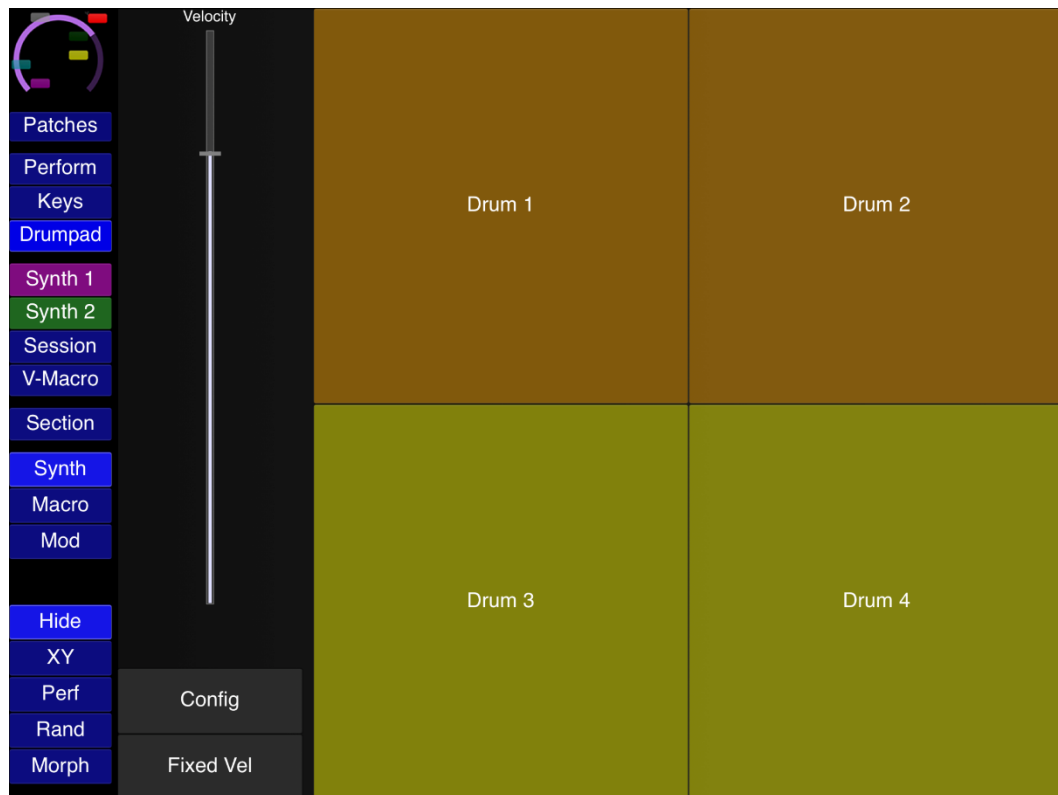 Patches
Perform
Keys
Drumpad
Synth 1
Synth 2
Session
V-Macro
Section
Synth
Macro
Mod
Hide
XY
Perf
Rand
Morph
Velocity
Config
Fixed Vel
Drum 1
Drum 2
Drum 3
Drum 4